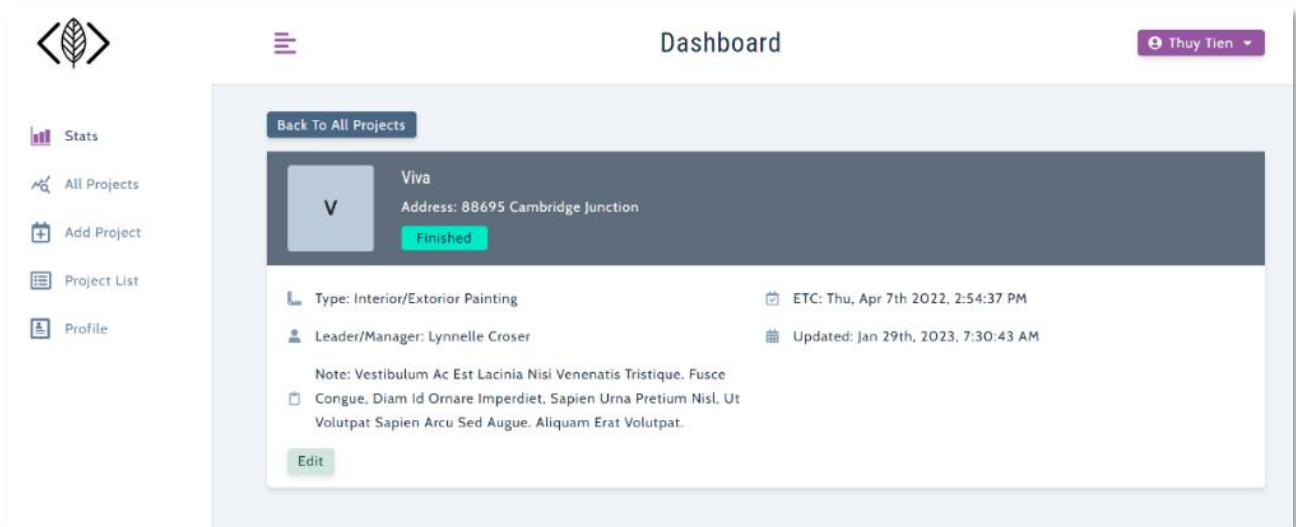 Dashboard
Thuy Tien
Stats
All Projects
Add Project
Project List
Profile
Back To All Projects
V
Viva
Address: 88695 Cambridge Junction
Finished
Type: Interior/Extorior Painting
ETC: Thu, Apr 7th 2022, 2:54:37 PM
Leader/Manager: Lynnelle Croser
Updated: Jan 29th, 2023, 7:30:43 AM
Note: Vestibulum Ac Est Lacinia Nisi Venenatis Tristique. Fusce
Congue, Diam Id Ornare Imperdiet, Sapien Urna Pretium Nisl, Ut
Volutpat Sapien Arcu Sed Augue. Aliquam Erat Volutpat.
Edit